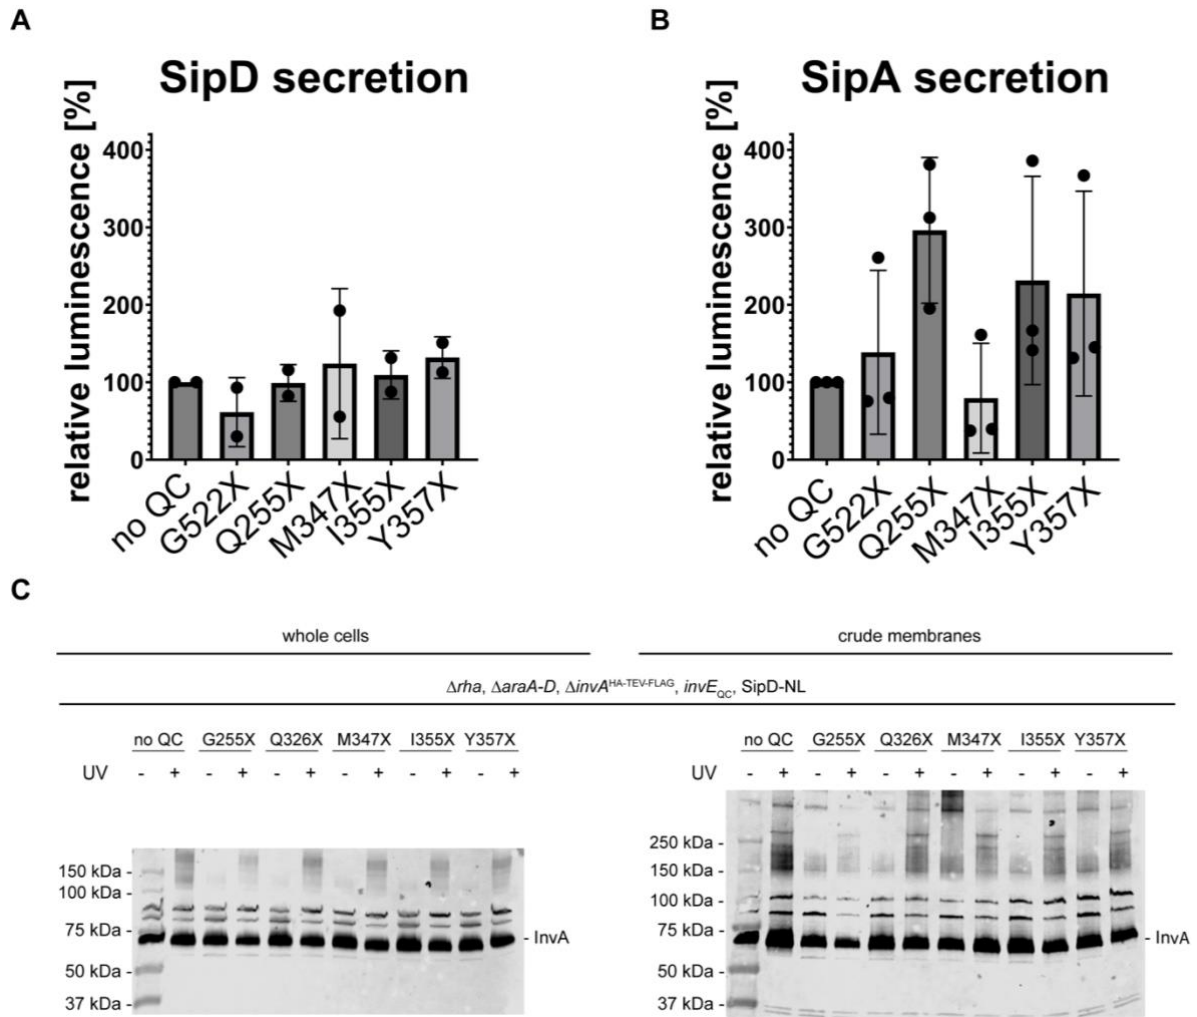 A
SipD secretion
relative luminescence [%]
400
300
200
100
0
no QC
G522X
Q255X
M347X
I355X
Y357X
B
SipA secretion
relative luminescence [%]
400
300
200
100
0
no QC
G522X
Q255X
M347X
I355X
Y357X
C
whole cells
crude membranes
Δrha, ΔaraA-D, ΔinvA^HA-TEV-FLAG, invE_QC, SipD-NL
no QC G255X Q326X M347X I355X Y357X
UV - + - + - + - + - + - +
150 kDa -
100 kDa -
75 kDa -
50 kDa -
37 kDa -
- InvA
no QC G255X Q326X M347X I355X Y357X
UV - + - + - + - + - + - +
250 kDa -
150 kDa -
100 kDa -
75 kDa -
50 kDa -
37 kDa -
- InvA